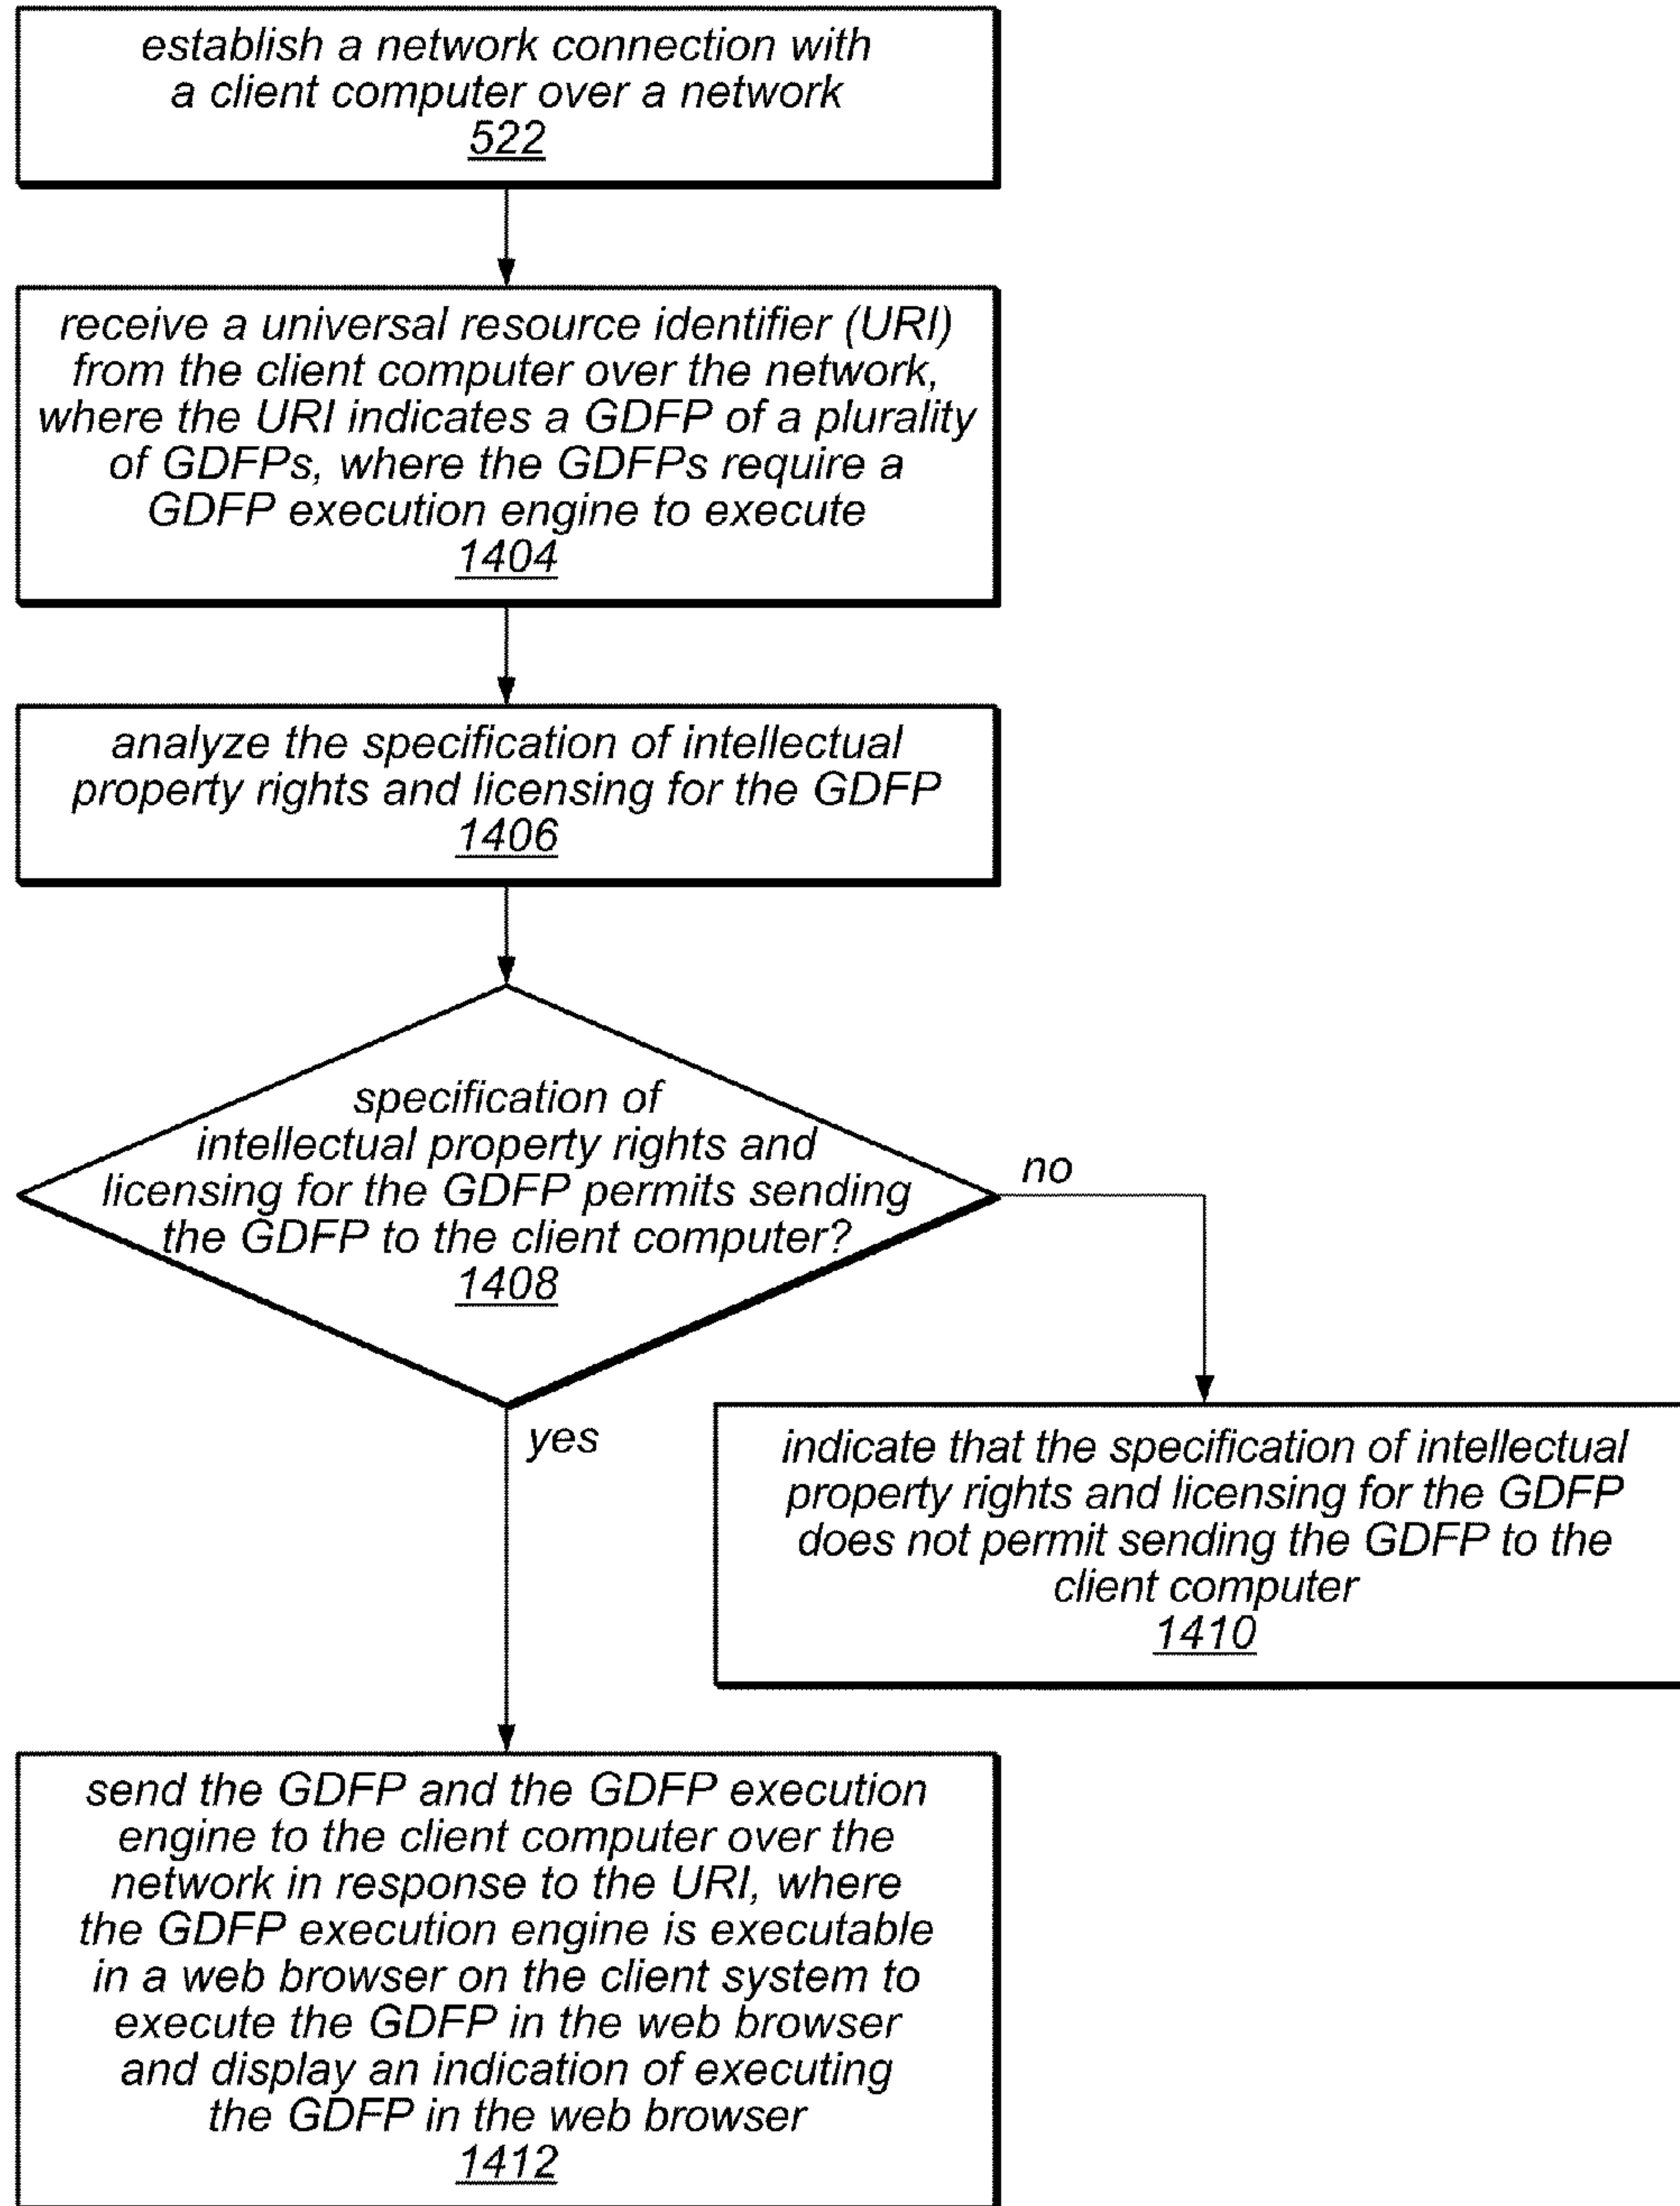 establish a network connection with
a client computer over a network
522
receive a universal resource identifier (URI)
from the client computer over the network,
where the URI indicates a GDFP of a plurality
of GDFPs, where the GDFPs require a
GDFP execution engine to execute
1404
analyze the specification of intellectual
property rights and licensing for the GDFP
1406
specification of
intellectual property rights and
licensing for the GDFP permits sending
the GDFP to the client computer?
1408
no
yes
indicate that the specification of intellectual
property rights and licensing for the GDFP
does not permit sending the GDFP to the
client computer
1410
send the GDFP and the GDFP execution
engine to the client computer over the
network in response to the URI, where
the GDFP execution engine is executable
in a web browser on the client system to
execute the GDFP in the web browser
and display an indication of executing
the GDFP in the web browser
1412